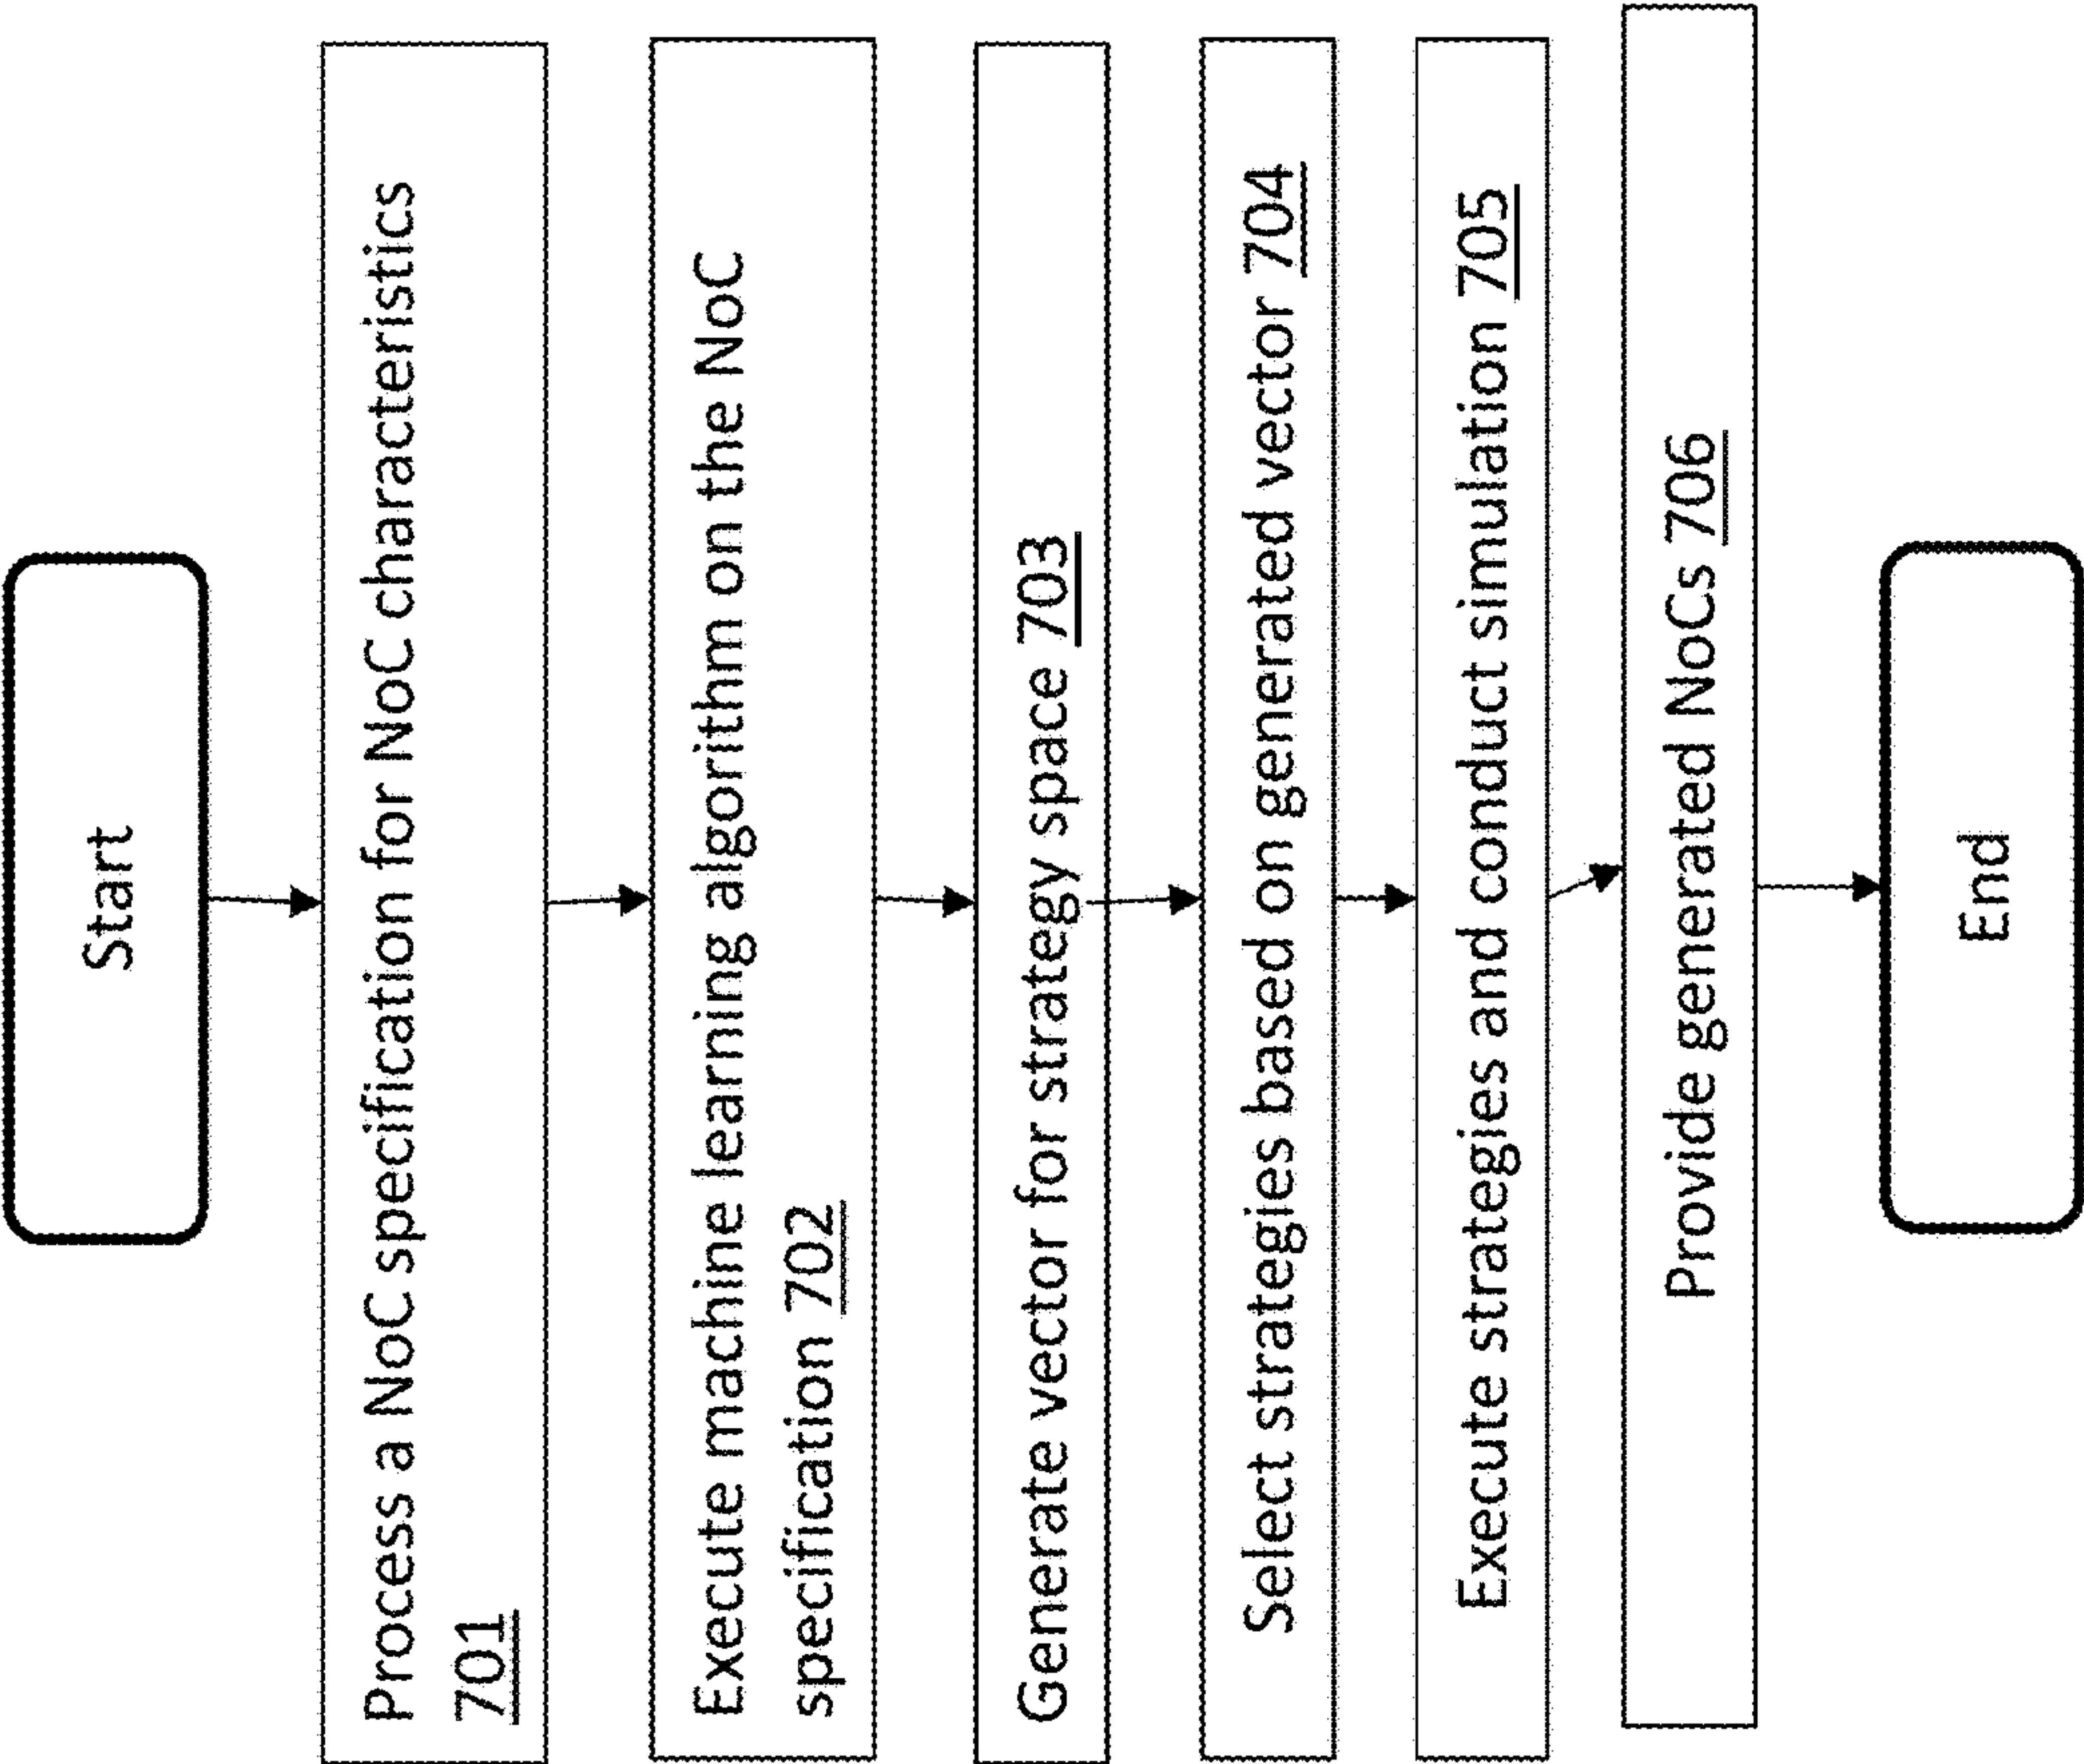 Start
Process a NoC specification for NoC characteristics
701
Execute machine learning algorithm on the NoC
specification 702
Generate vector for strategy space 703
Select strategies based on generated vector 704
Execute strategies and conduct simulation 705
Provide generated NoCs 706
End